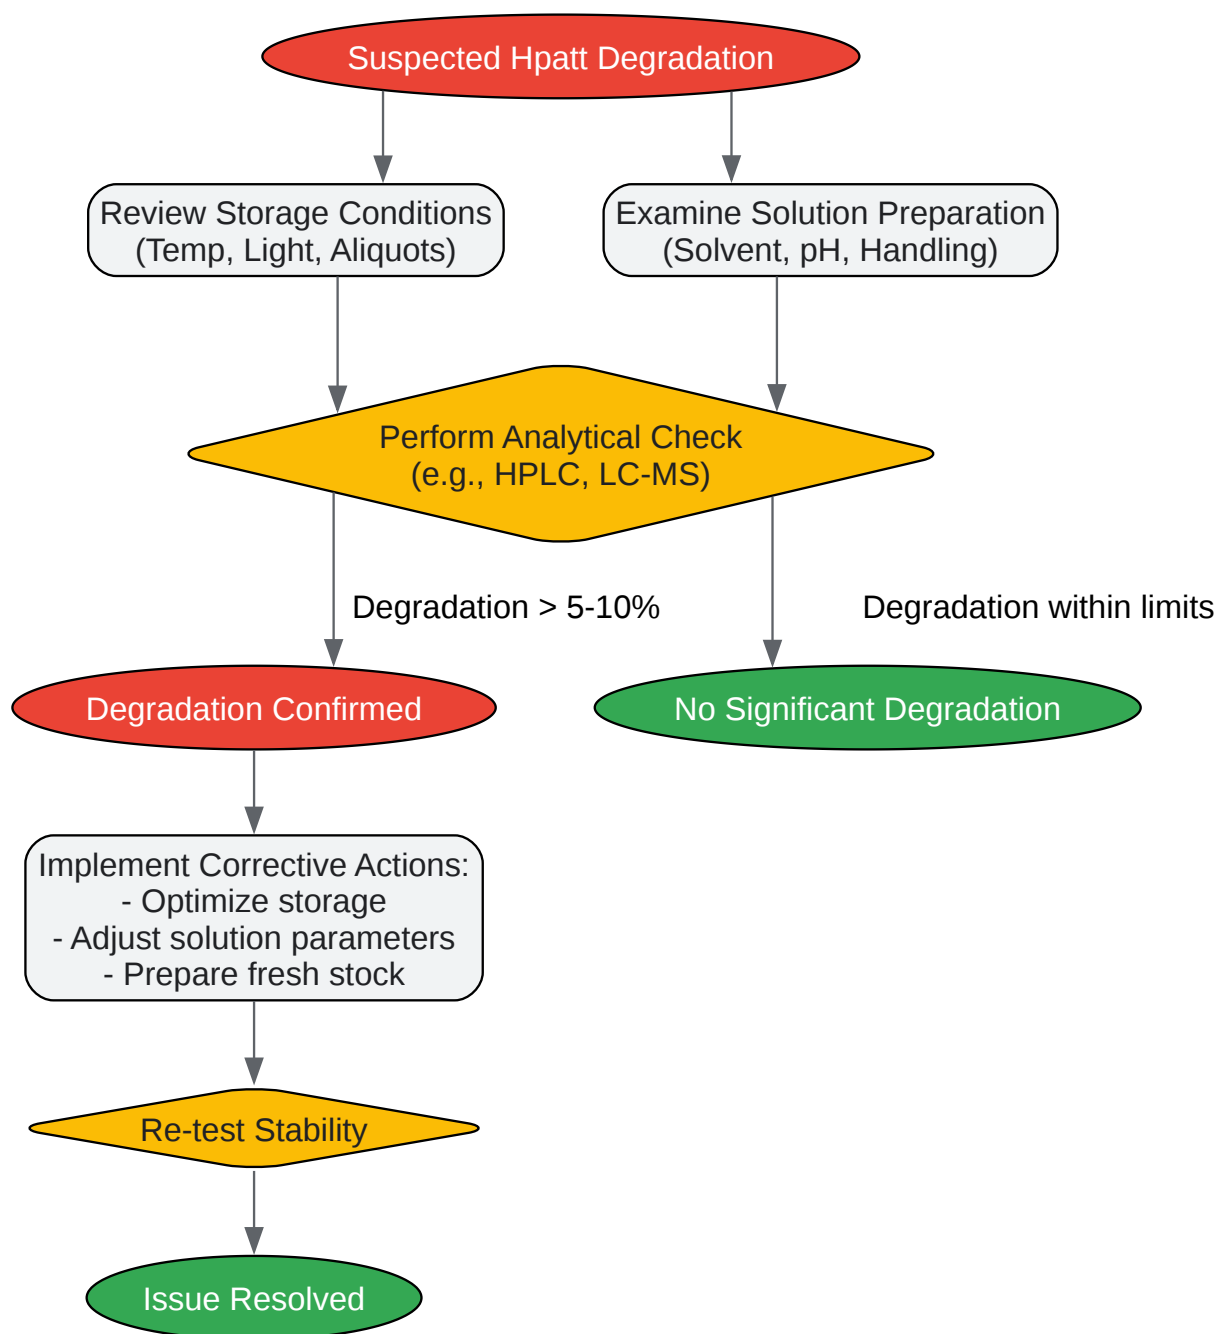 Suspected Hpatt Degradation
Review Storage Conditions
(Temp, Light, Aliquots)
Examine Solution Preparation
(Solvent, pH, Handling)
Perform Analytical Check
(e.g., HPLC, LC-MS)
Degradation > 5-10%
Degradation within limits
Degradation Confirmed
No Significant Degradation
Implement Corrective Actions:
- Optimize storage
- Adjust solution parameters
- Prepare fresh stock
Re-test Stability
Issue Resolved